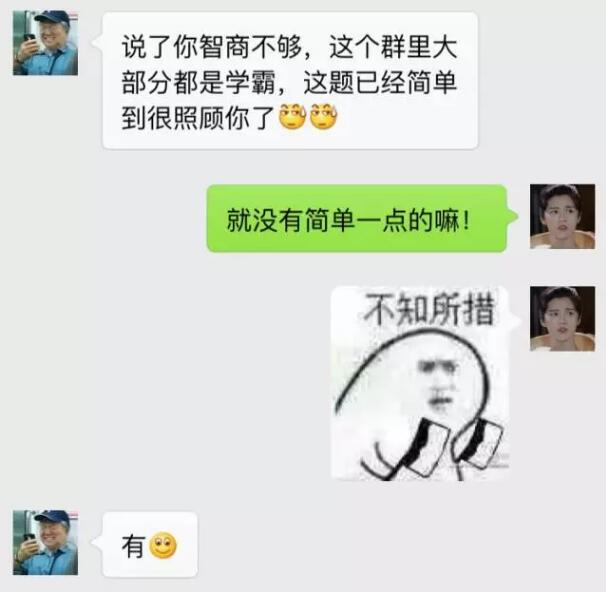 说了你智商不够，这个群里大
部分都是学霸，这题已经简单
到很照顾你了
就没有简单一点的嘛！
不知所措
有